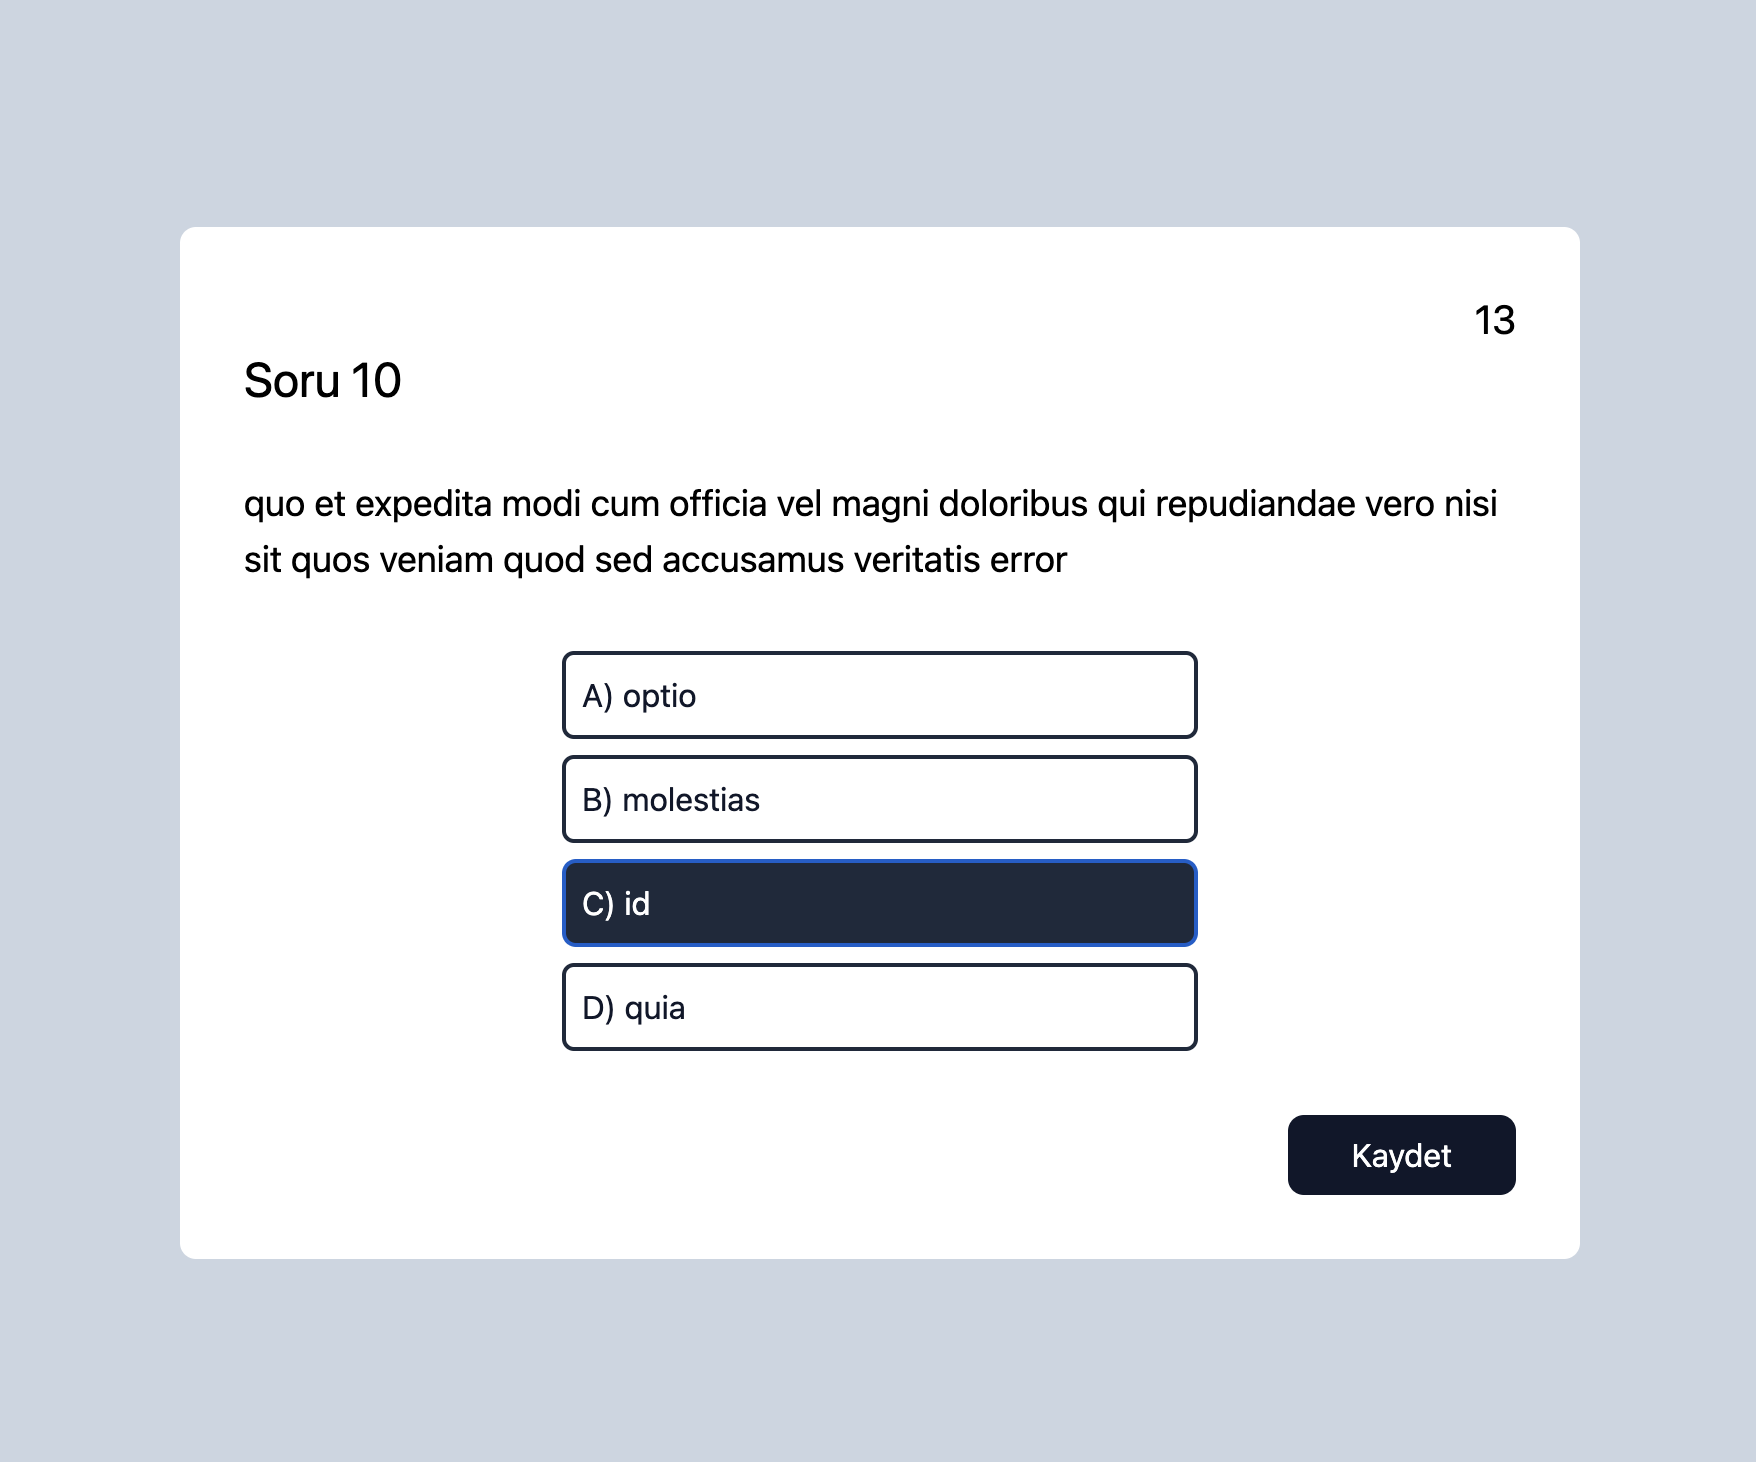 13
Soru 10
quo et expedita modi cum officia vel magni doloribus qui repudiandae vero nisi
sit quos veniam quod sed accusamus veritatis error
A) optio
B) molestias
C) id
D) quia
Kaydet